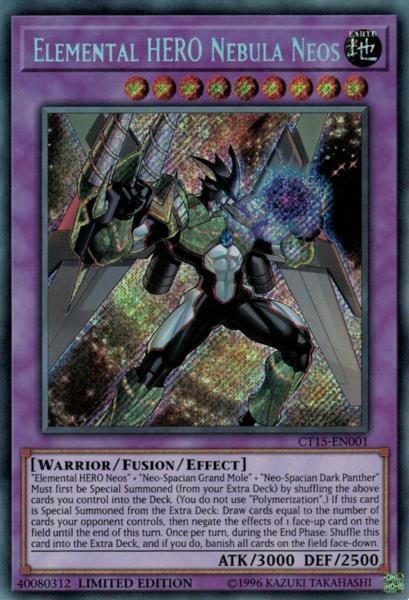 ELEMENTAL HERO NEBULA NEOS
EARTH
地
CT15-EN001
[WARRIOR/FUSION/EFFECT]
"Elemental HERO Neos" + "Neo-Spacian Grand Mole" + "Neo-Spacian Dark Panther"
Must first be Special Summoned (from your Extra Deck) by shuffling the above
cards you control into the Deck. (You do not use "Polymerization".) If this card
is Special Summoned from the Extra Deck: Draw cards equal to the number of
cards your opponent controls, then negate the effects of 1 face-up card on the
field until the end of this turn. Once per turn, during the End Phase: Shuffle this
card into the Extra Deck, and if you do, banish all cards on the field face-down.
ATK/3000 DEF/2500
40080312 LIMITED EDITION ©1996 KAZUKI TAKAHASHI